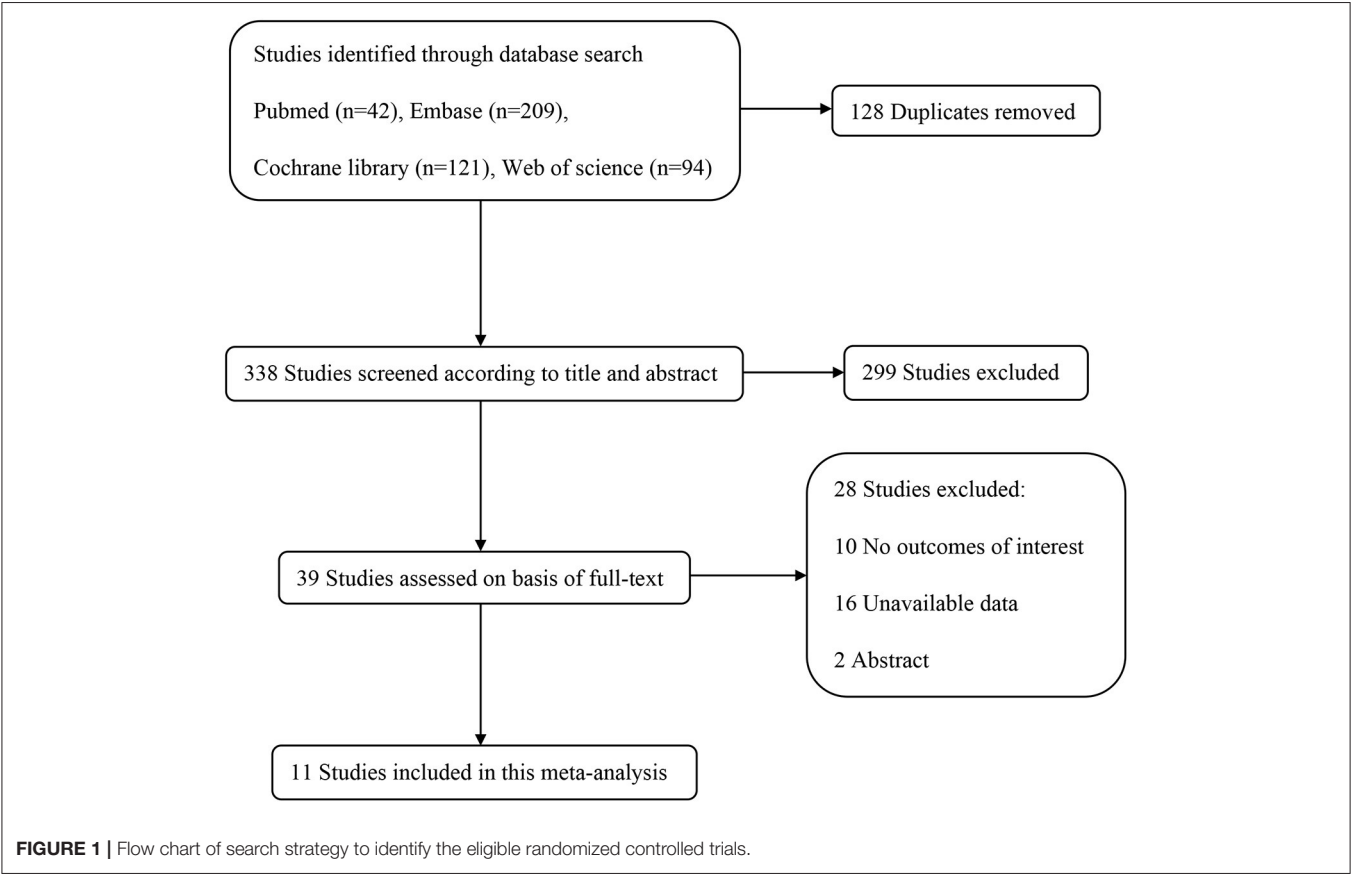 Studies identified through database search
Pubmed (n=42), Embase (n=209),
Cochrane library (n=121), Web of science (n=94)
128 Duplicates removed
338 Studies screened according to title and abstract
299 Studies excluded
39 Studies assessed on basis of full-text
28 Studies excluded:
10 No outcomes of interest
16 Unavailable data
2 Abstract
11 Studies included in this meta-analysis
FIGURE 1 | Flow chart of search strategy to identify the eligible randomized controlled trials.